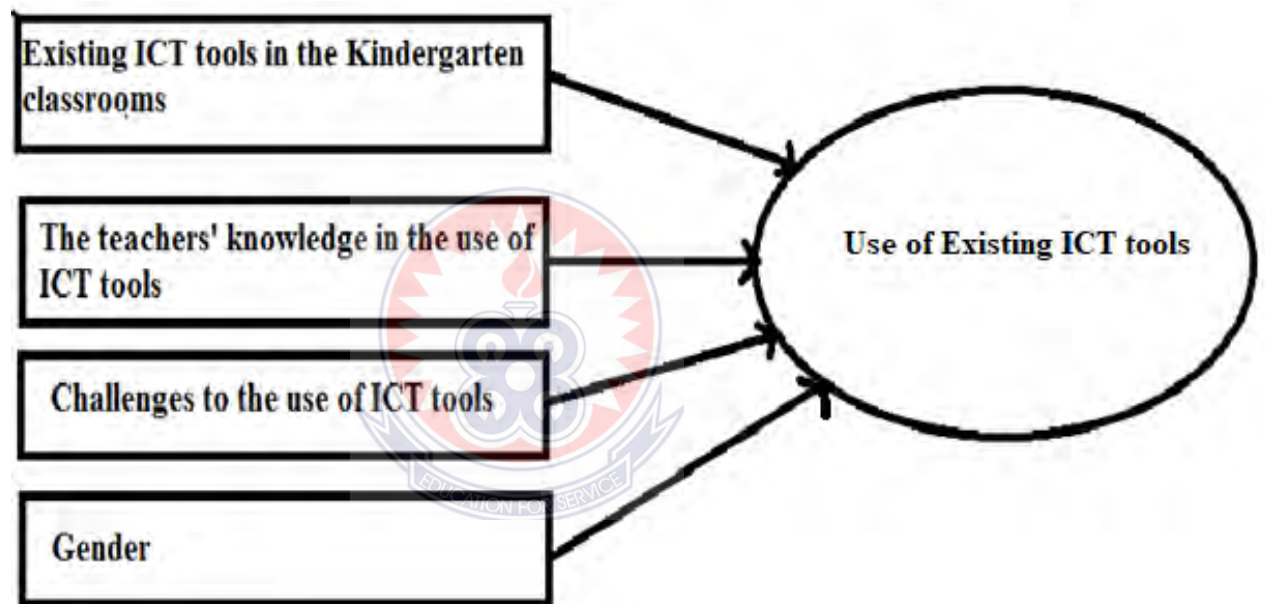 Existing ICT tools in the Kindergarten
classrooms
The teachers' knowledge in the use of
ICT tools
Challenges to the use of ICT tools
Gender
Use of Existing ICT tools
EDUCATION FOR SERVICE